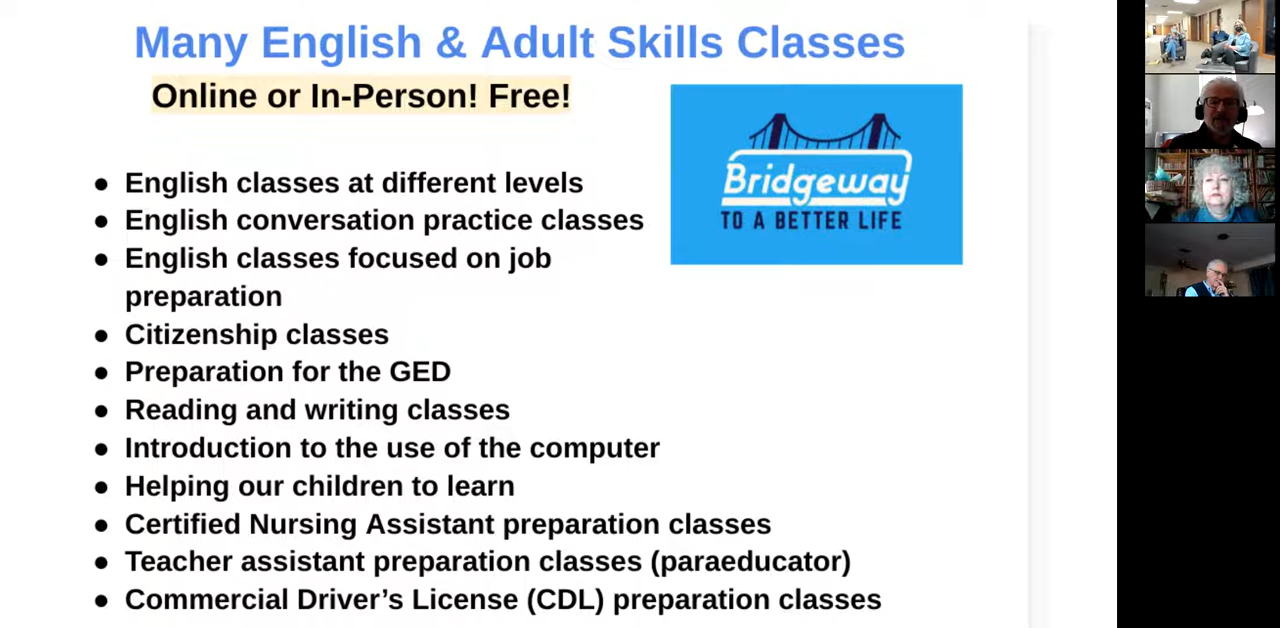 Many English & Adult Skills Classes
Online or In-Person! Free!
Bridgeway
TO A BETTER LIFE
● English classes at different levels
● English conversation practice classes
● English classes focused on job
preparation
● Citizenship classes
● Preparation for the GED
● Reading and writing classes
● Introduction to the use of the computer
● Helping our children to learn
● Certified Nursing Assistant preparation classes
● Teacher assistant preparation classes (paraeducator)
● Commercial Driver’s License (CDL) preparation classes